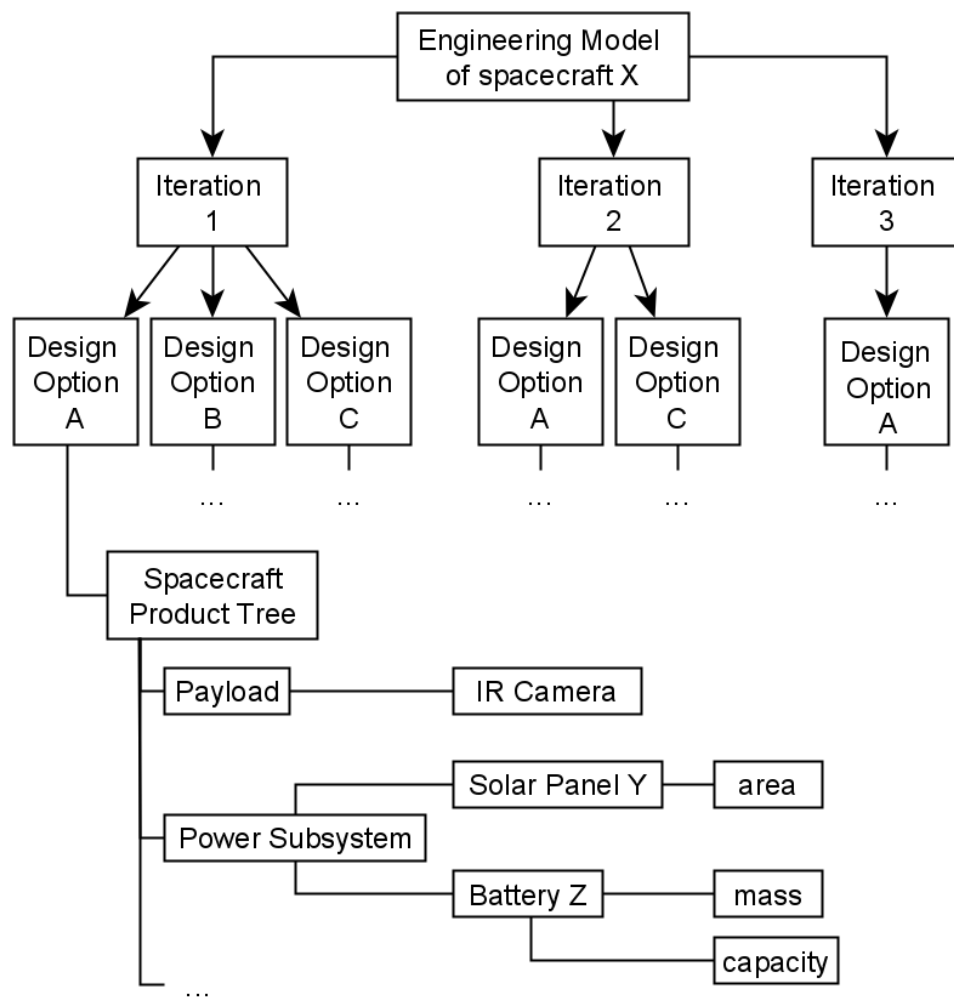 Engineering Model
of spacecraft X
Iteration
1
Iteration
2
Iteration
3
Design
Option
A
Design
Option
B
Design
Option
C
Design
Option
A
Design
Option
C
Design
Option
A
...
...
...
...
...
Spacecraft
Product Tree
Payload
IR Camera
Solar Panel Y
area
Power Subsystem
Battery Z
mass
capacity
...